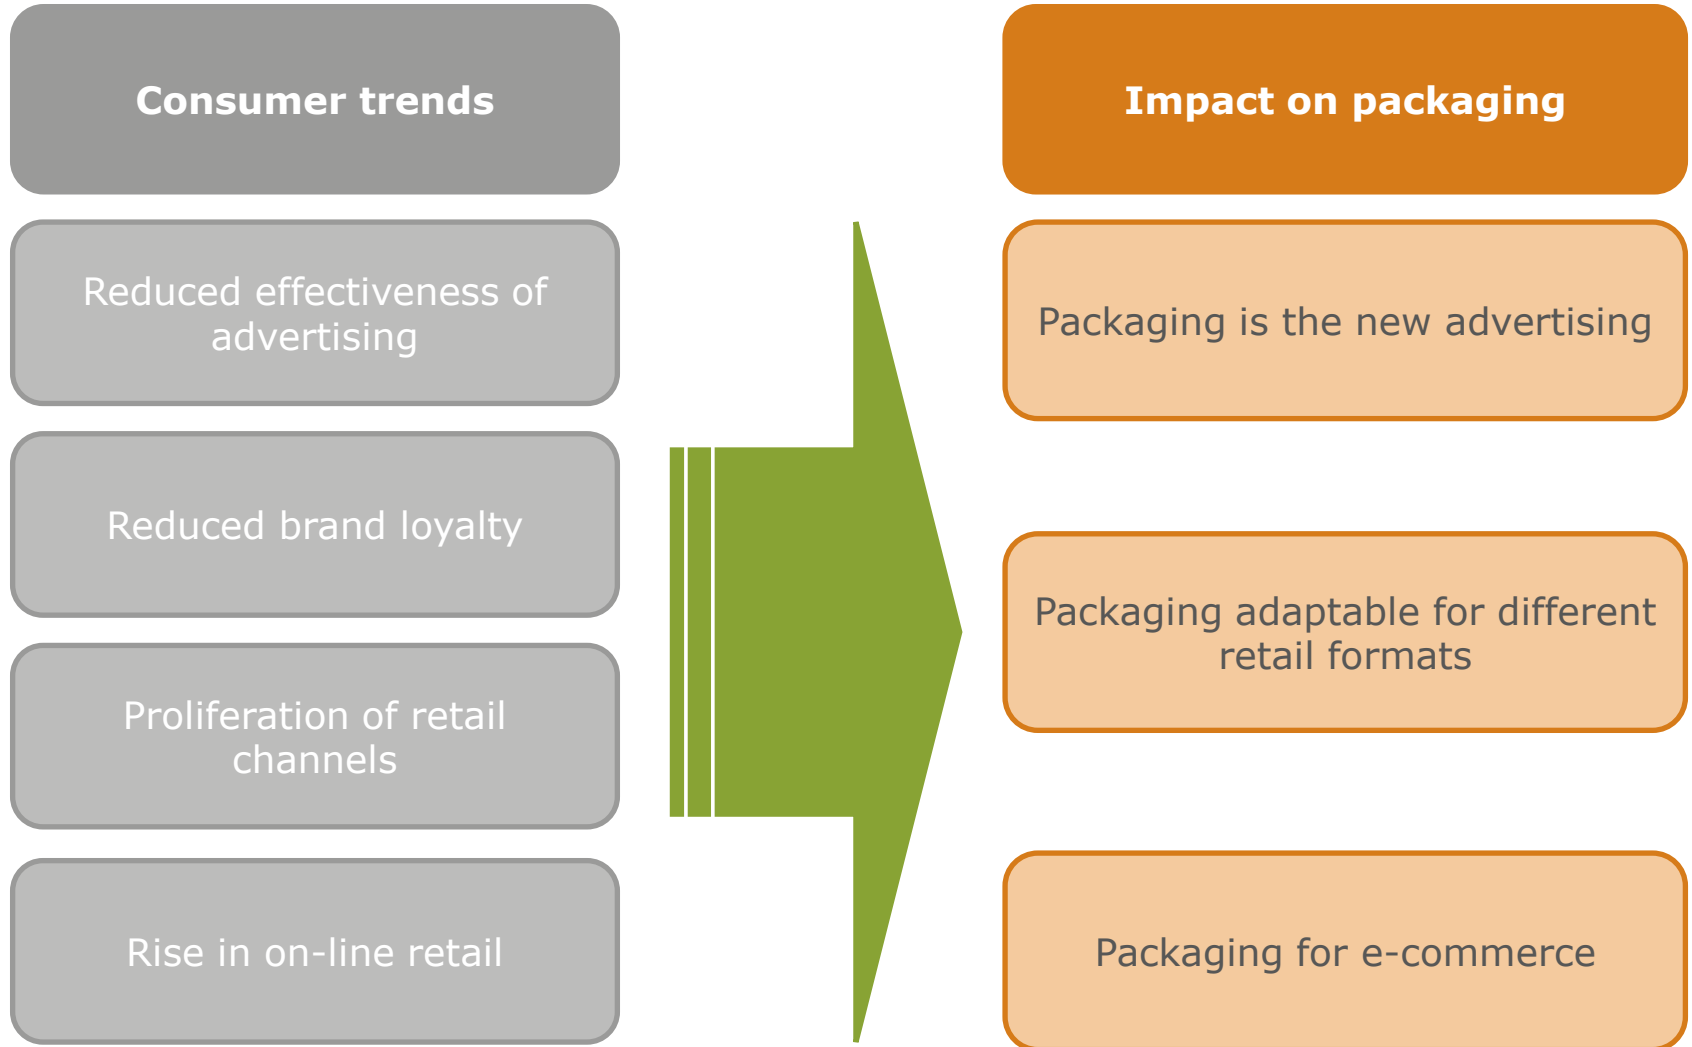 Consumer trends
Reduced effectiveness of
advertising
Reduced brand loyalty
Proliferation of retail
channels
Rise in on-line retail
Impact on packaging
Packaging is the new advertising
Packaging adaptable for different
retail formats
Packaging for e-commerce